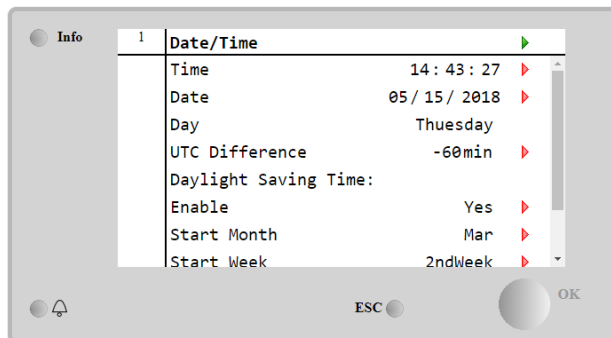 Info
1 Date/Time
Time 14:43:27
Date 05/15/2018
Day Thuesday
UTC Difference -60min
Daylight Saving Time:
Enable Yes
Start Month Mar
Start Week 2ndWeek
ESC
OK